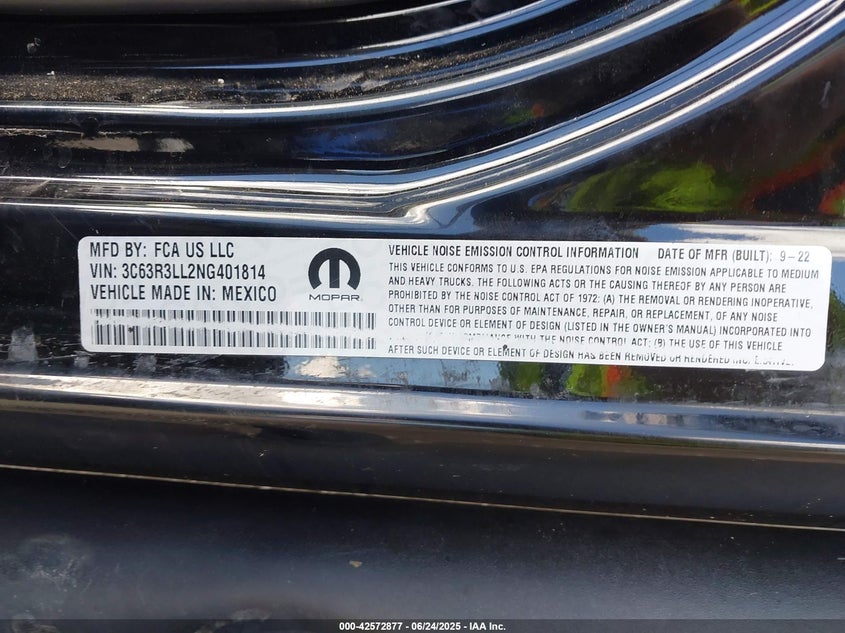 MFD BY: FCA US LLC
VIN: 3C63R3LL2NG401814
VEHICLE MADE IN: MEXICO
MOPAR
VEHICLE NOISE EMISSION CONTROL INFORMATION DATE OF MFR (BUILT): 9-22
THIS VEHICLE CONFORMS TO U.S. EPA REGULATIONS FOR NOISE EMISSION APPLICABLE TO MEDIUM
AND HEAVY TRUCKS. THE FOLLOWING ACTS OR THE CAUSING THEREOF BY ANY PERSON ARE
PROHIBITED BY THE NOISE CONTROL ACT OF 1972: (A) THE REMOVAL OR RENDERING INOPERATIVE,
OTHER THAN FOR PURPOSES OF MAINTENANCE, REPAIR, OR REPLACEMENT, OF ANY NOISE
CONTROL DEVICE OR ELEMENT OF DESIGN (LISTED IN THE OWNER'S MANUAL) INCORPORATED INTO
COMPLIANCE WITH THE NOISE CONTROL ACT; (B) THE USE OF THIS VEHICLE
AFTER SUCH DEVICE OR ELEMENT OF DESIGN HAS BEEN REMOVED OR RENDERED
000-42572877 - 06/24/2025 - IAA Inc.